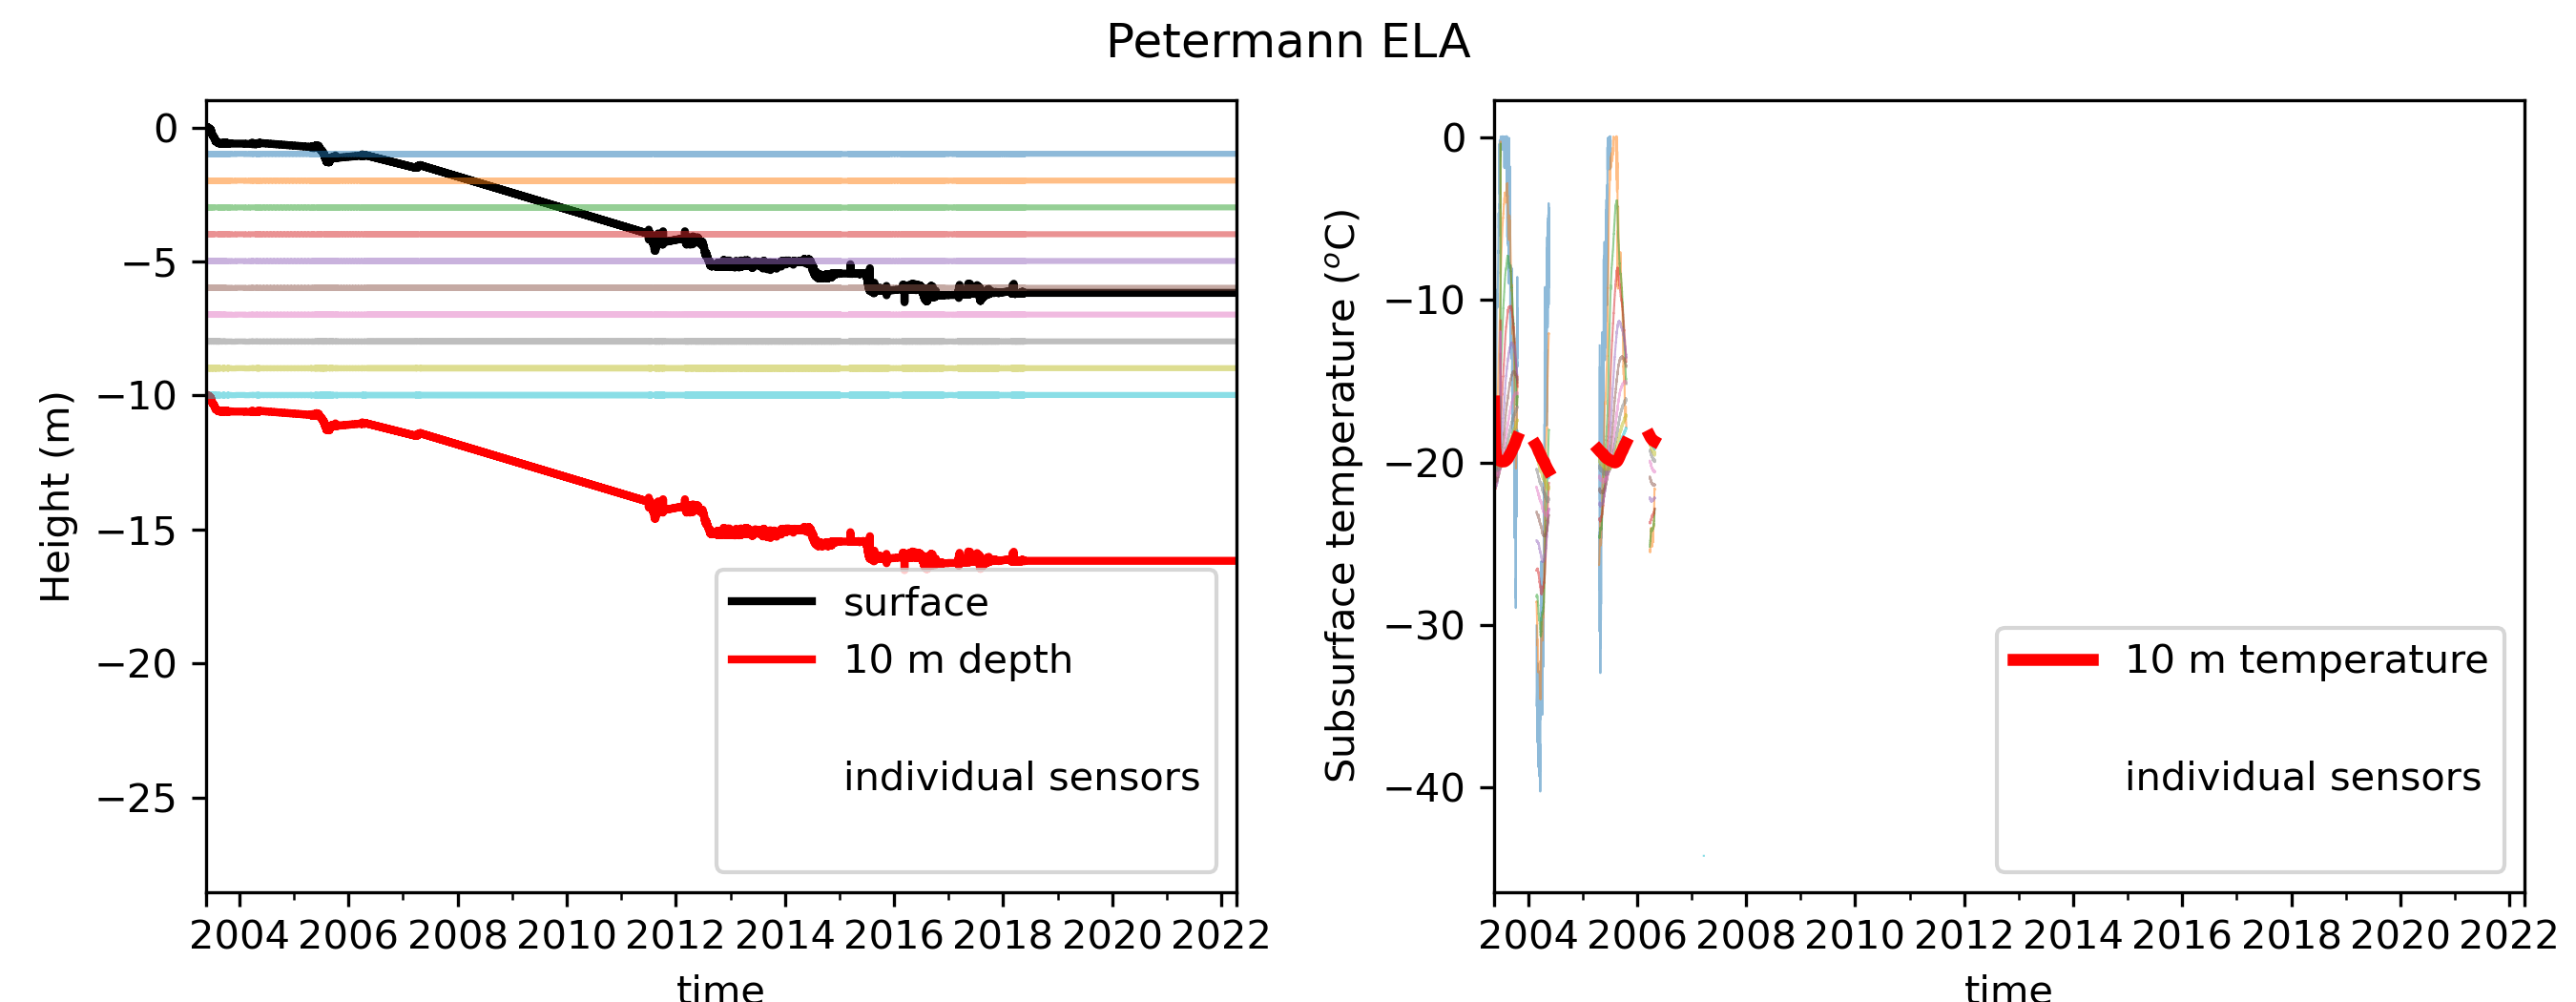 Petermann ELA
Height (m)
0
−5
−10
−15
−20
−25
surface
10 m depth
individual sensors
2004 2006 2008 2010 2012 2014 2016 2018 2020 2022
time
Subsurface temperature (°C)
0
−10
−20
−30
−40
10 m temperature
individual sensors
2004 2006 2008 2010 2012 2014 2016 2018 2020 2022
time